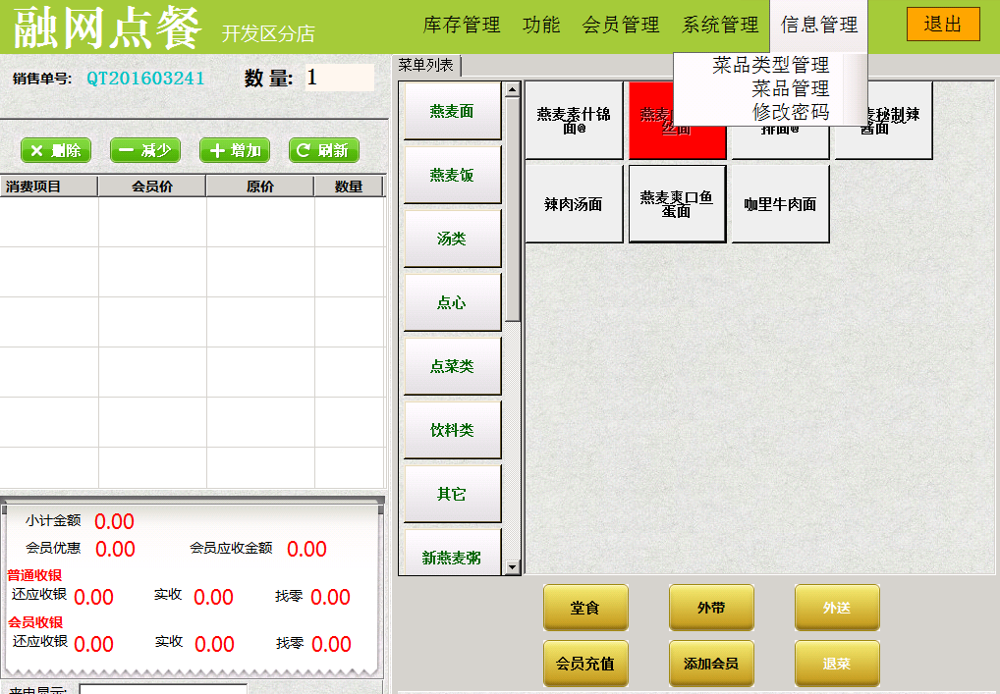 融网点餐 开发区分店 库存管理 功能 会员管理 系统管理 信息管理 退出
菜品类型管理
菜品管理
修改密码
销售单号: QT201603241 数 量: 1
删除 减少 增加 刷新
消费项目 会员价 原价 数量
小计金额 0.00
会员优惠 0.00 会员应收金额 0.00
普通收银
还应收银 0.00 实收 0.00 找零 0.00
会员收银
还应收银 0.00 实收 0.00 找零 0.00
菜单列表
燕麦面
燕麦饭
汤类
点心
点菜类
饮料类
其它
新燕麦粥
燕麦素什锦
面@
燕麦
丝面
排面@
麦秘制辣
酱面
辣肉汤面
燕麦爽口鱼
蛋面
咖里牛肉面
堂食 外带 外送
会员充值 添加会员 退菜